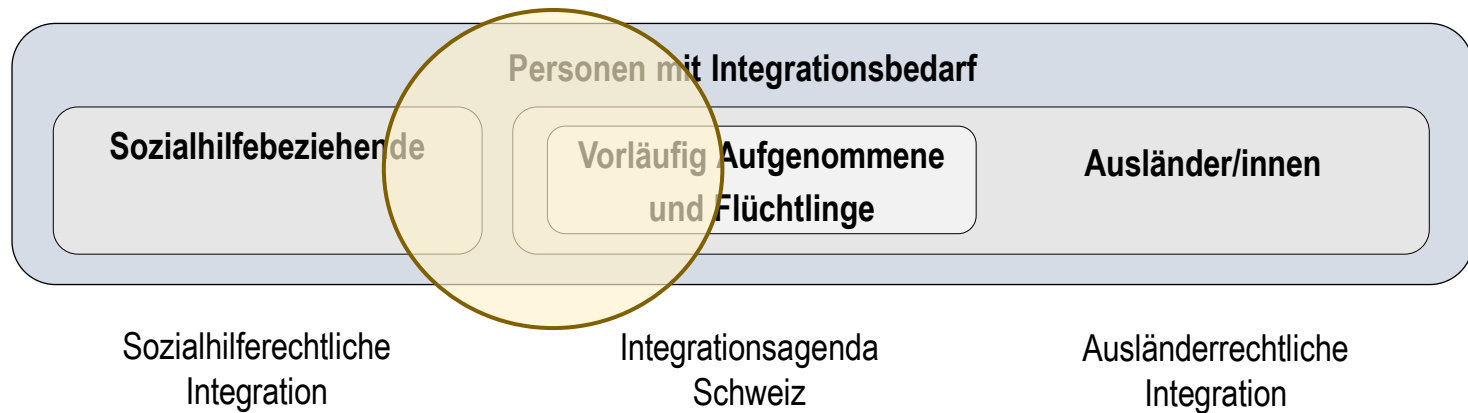 Personen mit Integrationsbedarf
Sozialhilfebeziehende
Vorläufig Aufgenommene
und Flüchtlinge
Ausländer/innen
Sozialhilferechtliche
Integration
Integrationsagenda
Schweiz
Ausländerrechtliche
Integration